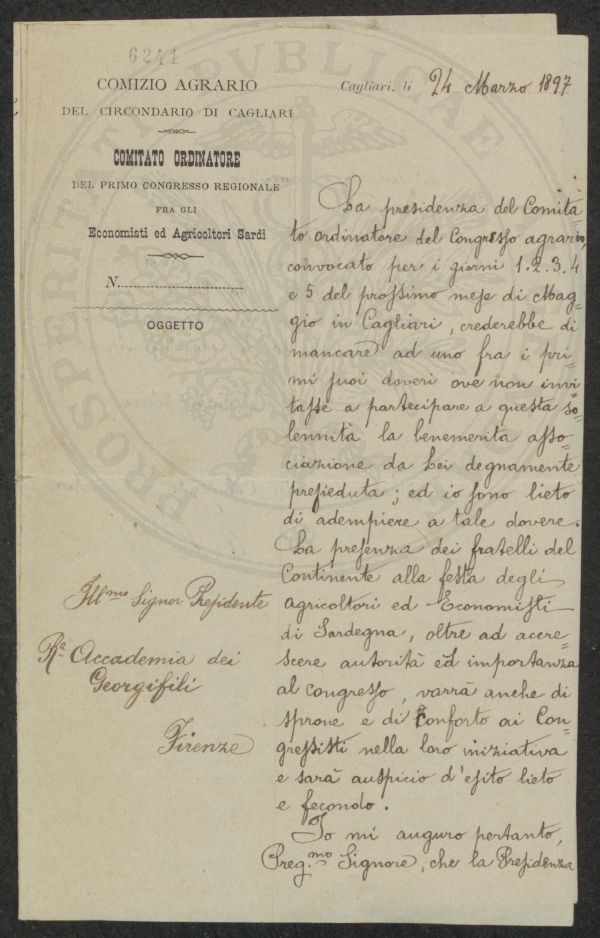 6241
COMIZIO AGRARIO
DEL CIRCONDARIO DI CAGLIARI
COMITATO ORDINATORE
DEL PRIMO CONGRESSO REGIONALE
FRA GLI
Economisti ed Agricoltori Sardi
N.
OGGETTO
Cagliari, li 24 Marzo 1897
La presidenza del Comita-
to ordinatore del Congresso agrario,
convocato per i giorni 1.2.3.4
e 5 del prossimo mese di Mag-
gio in Cagliari, crederebbe di
mancare ad uno fra i pri-
mi suoi doveri ove non invi
tasse a partecipare a questa so-
lennità la benemerita asso-
ciazione da Lei degnamente
presieduta; ed io sono lieto
di adempiere a tale dovere.
La presenza dei fratelli del
Continente alla festa degli
agricoltori ed Economisti
di Sardegna, oltre ad accre-
scere autorità ed importanza
al congresso, varrà anche di
sprone e di Conforto ai Con-
gressisti nella loro iniziativa
e sarà auspicio d'esito lieto
e fecondo.
Io mi auguro pertanto,
Preg.mo Signore, che la Presidenza
Ill.mo Signor Presidente
R.a Accademia dei
Georgifili
Firenze
PROSPERITATI PUBLICAE